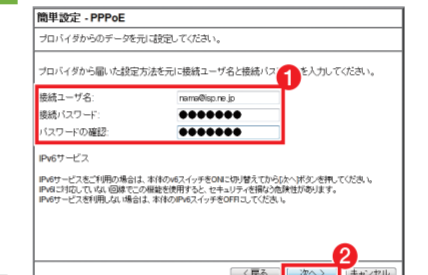 簡単設定 - PPPoE
プロバイダからのデータを元に設定してください。
プロバイダから届いた設定方法を元に接続ユーザ名と接続パス を入力してください。
1
接続ユーザ名: name@isp.ne.jp
接続パスワード: ●●●●●●●
パスワードの確認: ●●●●●●●
IPv6サービス
IPv6サービスをご利用の場合は、本体のv6スイッチをONに切り替えてから[次へ]ボタンを押してください。
IPv6に対応していない回線でこの機能を使用すると、セキュリティを損なう危険性があります。
IPv6サービスを利用しない場合は、本体のIPv6スイッチをOFFにしてください。
2
< 戻る 次へ > キャンセル